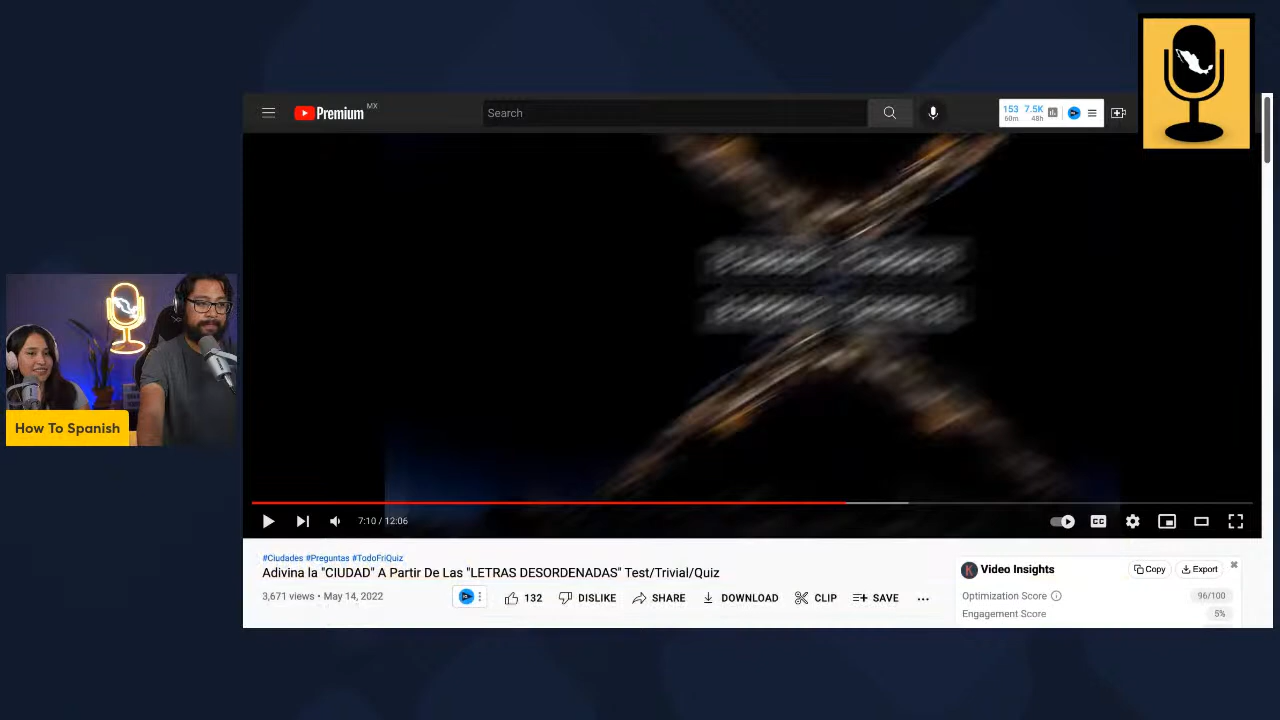 Premium MX
Search
153 7.5K
60m 48h
How To Spanish
7:10 / 12:06
CC
#Ciudades #Preguntas #TodoFriQuiz
Adivina la "CIUDAD" A Partir De Las "LETRAS DESORDENADAS" Test/Trivial/Quiz
3,671 views • May 14, 2022
132
DISLIKE
SHARE
DOWNLOAD
CLIP
SAVE
K Video Insights
Copy
Export
Optimization Score
96/100
Engagement Score
5%